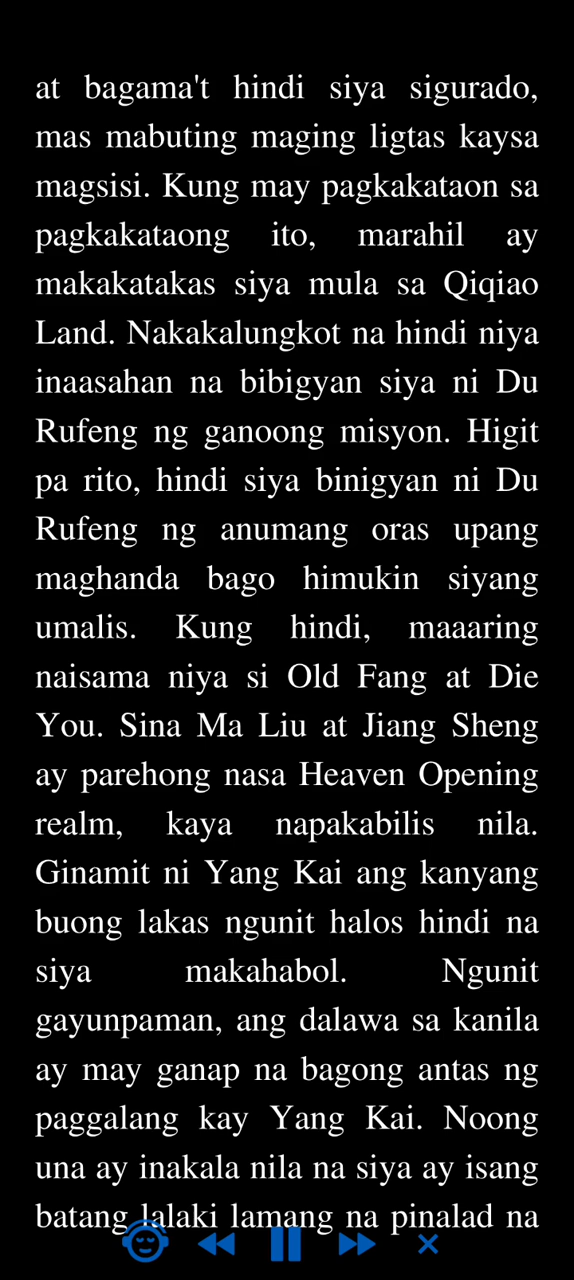 at bagama't hindi siya sigurado,
mas mabuting maging ligtas kaysa
magsisi. Kung may pagkakataon sa
pagkakataong ito, marahil ay
makakatakas siya mula sa Qiqiao
Land. Nakakalungkot na hindi niya
inaasahan na bibigyan siya ni Du
Rufeng ng ganoong misyon. Higit
pa rito, hindi siya binigyan ni Du
Rufeng ng anumang oras upang
maghanda bago himukin siyang
umalis. Kung hindi, maaaring
naisama niya si Old Fang at Die
You. Sina Ma Liu at Jiang Sheng
ay parehong nasa Heaven Opening
realm, kaya napakabilis nila.
Ginamit ni Yang Kai ang kanyang
buong lakas ngunit halos hindi na
siya makahabol. Ngunit
gayunpaman, ang dalawa sa kanila
ay may ganap na bagong antas ng
paggalang kay Yang Kai. Noong
una ay inakala nila na siya ay isang
batang lalaki lamang na pinalad na